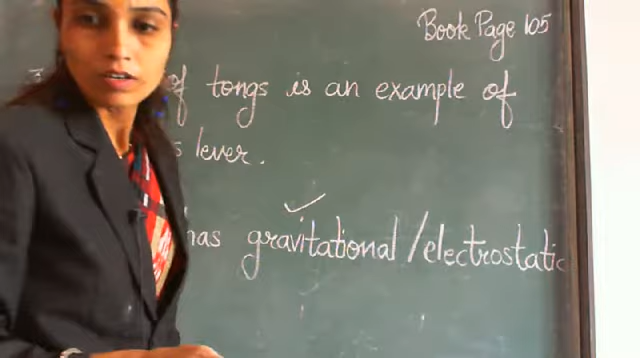 Book Page 105
of tongs is an example of
lever.
has gravitational / electrostatic